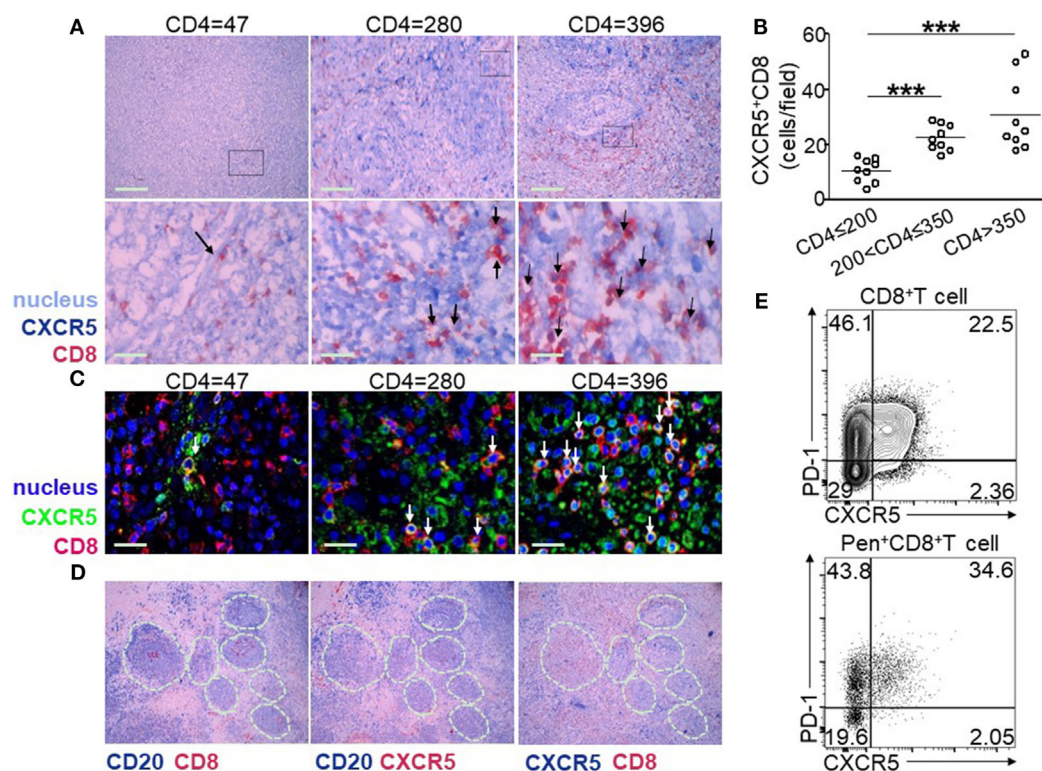 A
CD4=47 CD4=280 CD4=396
nucleus
CXCR5
CD8
B
CXCR5+CD8
(cells/field)
60
40
20
0
***
***
CD4≤200
200<CD4≤350
CD4>350
C
CD4=47 CD4=280 CD4=396
nucleus
CXCR5
CD8
D
CD20 CD8 CD20 CXCR5 CXCR5 CD8
E
CD8+T cell
46.1 22.5
29 2.36
PD-1
CXCR5
Pen+CD8+T cell
43.8 34.6
19.6 2.05
PD-1
CXCR5